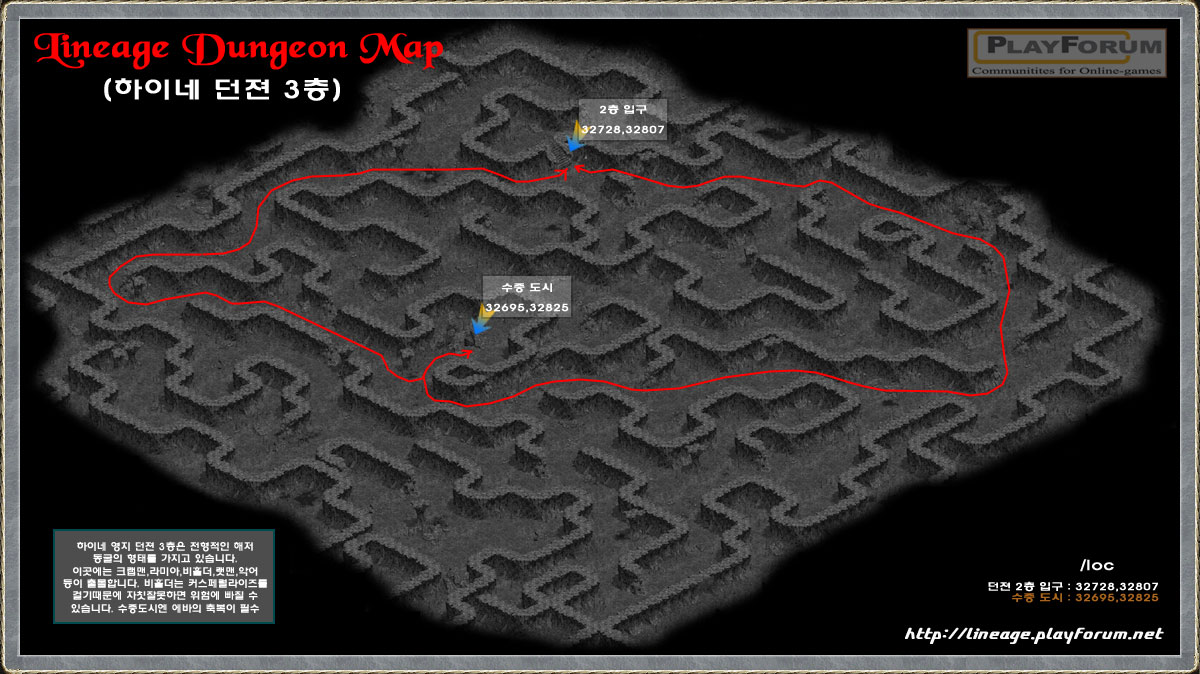 Lineage Dungeon Map
(하이네 던젼 3층)
PlayForum
Communitites for Online-games
2층 입구
32728,32807
수중 도시
32695,32825
하이네 영지 던젼 3층은 전형적인 해저
동굴의 형태를 가지고 있습니다.
이곳에는 크랩맨,라미아,비홀더,랫맨,악어
등이 출몰합니다. 비홀더는 커스패럴라이즈를
걸기때문에 자칫잘못하면 위험에 빠질 수
있습니다. 수중도시엔 에바의 축복이 필수
/loc
던젼 2층 입구 : 32728,32807
수중 도시 : 32695,32825
http://lineage.playforum.net